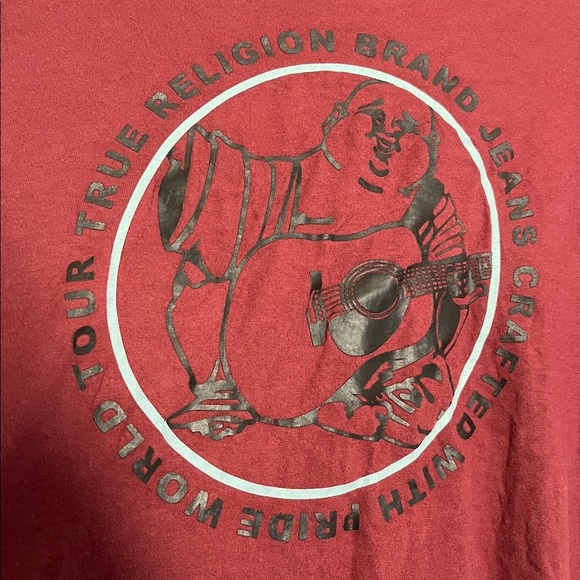 TRUE RELIGION BRAND JEANS CRAFTED WITH PRIDE WORLD TOUR